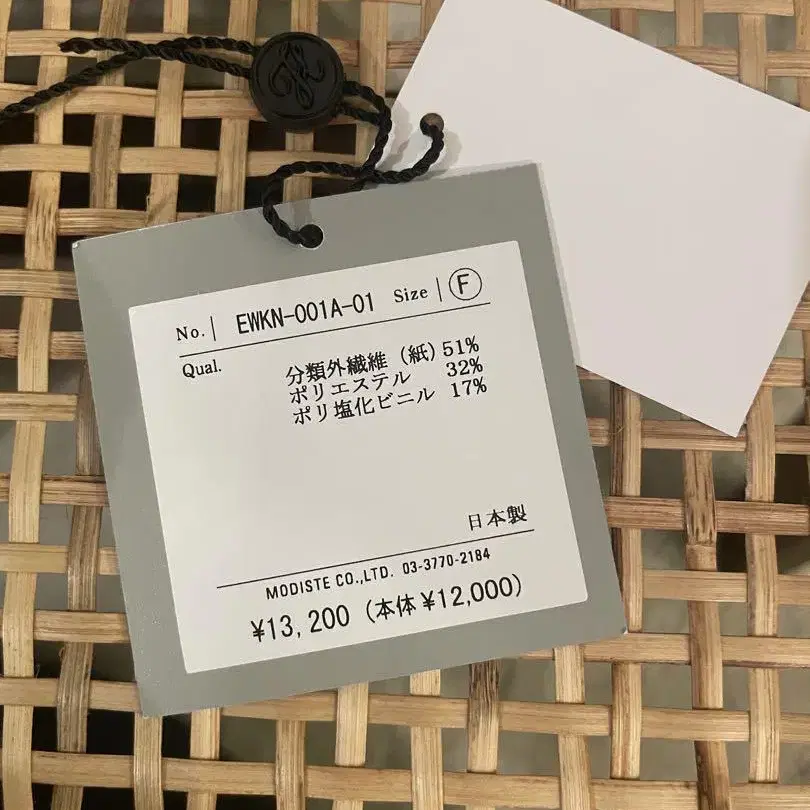 No. | EWKN-001A-01 Size | Ⓕ
Qual. 分類外繊維 (紙) 51%
ポリエステル 32%
ポリ塩化ビニル 17%
日本製
MODISTE CO.,LTD. 03-3770-2184
¥13,200 (本体¥12,000)